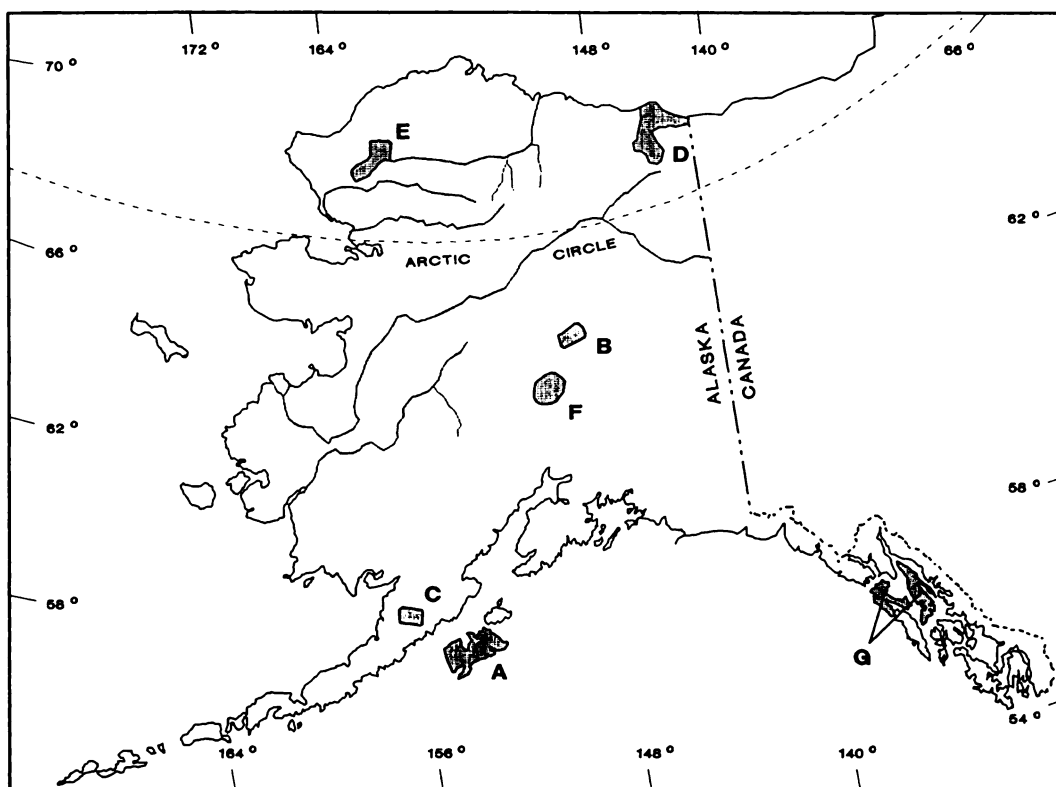 172° 164° 148° 140° 66°
70°
E
D
62°
66°
ARCTIC CIRCLE
B
ALASKA
CANADA
F
62°
58°
C
58°
A
G
54°
164° 156° 148° 140°